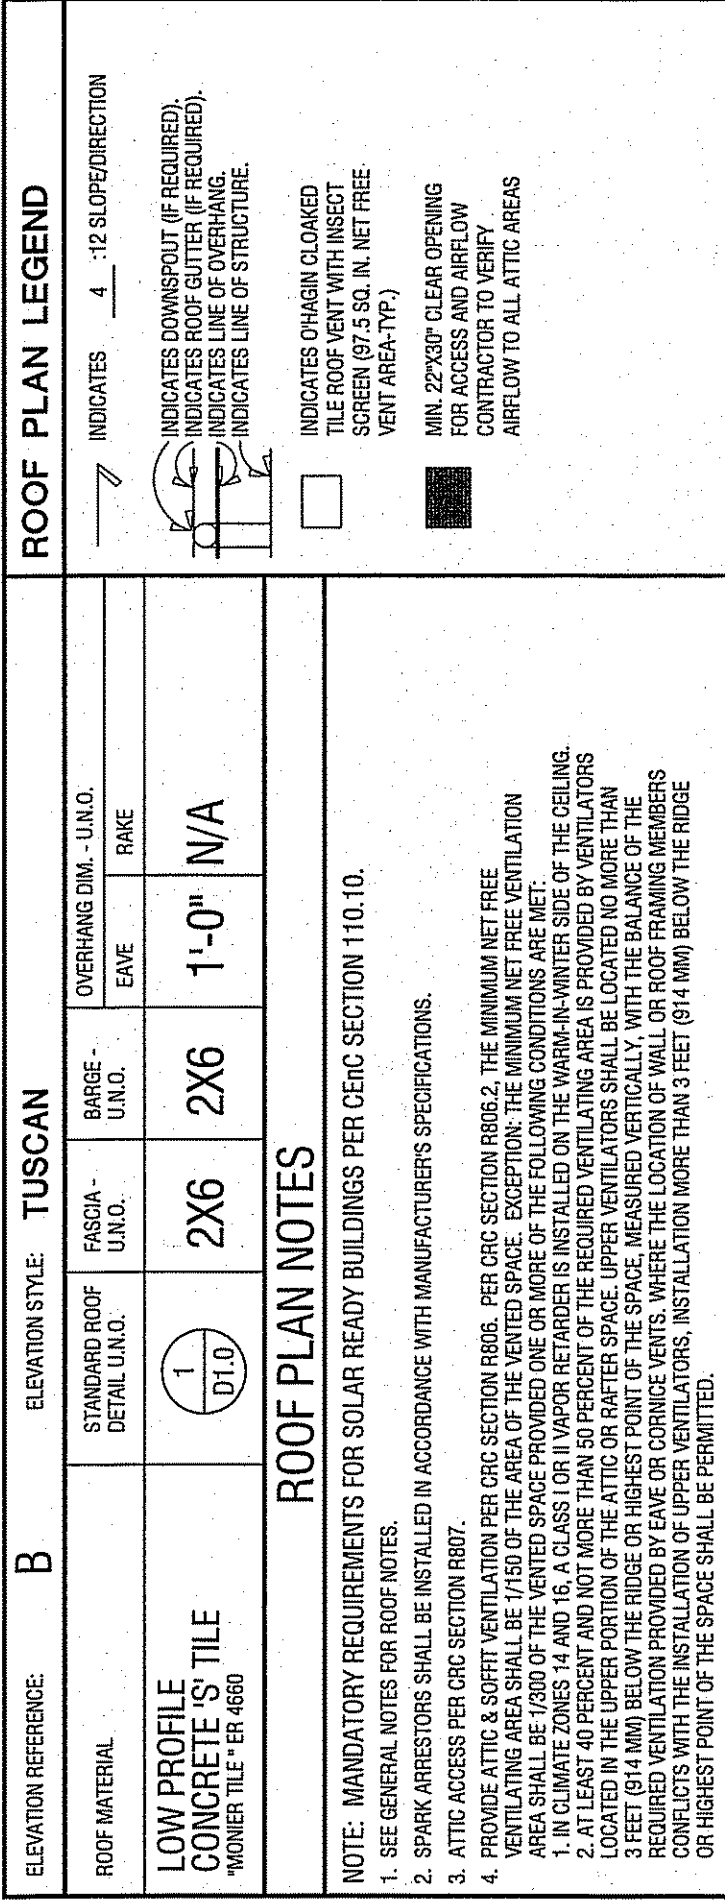 ELEVATION REFERENCE: B ELEVATION STYLE: TUSCAN
ROOF MATERIAL
STANDARD ROOF
DETAIL U.N.O.
FASCIA -
U.N.O.
BARGE -
U.N.O.
OVERHANG DIM. - U.N.O.
EAVE
RAKE
LOW PROFILE
CONCRETE 'S' TILE
"MONIER TILE " ER 4660
1
D1.0
2X6
2X6
1'-0"
N/A
ROOF PLAN NOTES
NOTE: MANDATORY REQUIREMENTS FOR SOLAR READY BUILDINGS PER CEnC SECTION 110.10.
1. SEE GENERAL NOTES FOR ROOF NOTES.
2. SPARK ARRESTORS SHALL BE INSTALLED IN ACCORDANCE WITH MANUFACTURER'S SPECIFICATIONS.
3. ATTIC ACCESS PER CRC SECTION R807.
4. PROVIDE ATTIC & SOFFIT VENTILATION PER CRC SECTION R806. PER CRC SECTION R806.2, THE MINIMUM NET FREE
VENTILATING AREA SHALL BE 1/150 OF THE AREA OF THE VENTED SPACE. EXCEPTION: THE MINIMUM NET FREE VENTILATION
AREA SHALL BE 1/300 OF THE VENTED SPACE PROVIDED ONE OR MORE OF THE FOLLOWING CONDITIONS ARE MET:
1. IN CLIMATE ZONES 14 AND 16, A CLASS I OR II VAPOR RETARDER IS INSTALLED ON THE WARM-IN-WINTER SIDE OF THE CEILING.
2. AT LEAST 40 PERCENT AND NOT MORE THAN 50 PERCENT OF THE REQUIRED VENTILATING AREA IS PROVIDED BY VENTILATORS
LOCATED IN THE UPPER PORTION OF THE ATTIC OR RAFTER SPACE. UPPER VENTILATORS SHALL BE LOCATED NO MORE THAN
3 FEET (914 MM) BELOW THE RIDGE OR HIGHEST POINT OF THE SPACE, MEASURED VERTICALLY, WITH THE BALANCE OF THE
REQUIRED VENTILATION PROVIDED BY EAVE OR CORNICE VENTS. WHERE THE LOCATION OF WALL OR ROOF FRAMING MEMBERS
CONFLICTS WITH THE INSTALLATION OF UPPER VENTILATORS, INSTALLATION MORE THAN 3 FEET (914 MM) BELOW THE RIDGE
OR HIGHEST POINT OF THE SPACE SHALL BE PERMITTED.
ROOF PLAN LEGEND
INDICATES 4 :12 SLOPE/DIRECTION
INDICATES DOWNSPOUT (IF REQUIRED).
INDICATES ROOF GUTTER (IF REQUIRED).
INDICATES LINE OF OVERHANG.
INDICATES LINE OF STRUCTURE.
INDICATES O'HAGIN CLOAKED
TILE ROOF VENT WITH INSECT
SCREEN (97.5 SQ. IN. NET FREE
VENT AREA-TYP.)
MIN. 22"X30" CLEAR OPENING
FOR ACCESS AND AIRFLOW
CONTRACTOR TO VERIFY
AIRFLOW TO ALL ATTIC AREAS